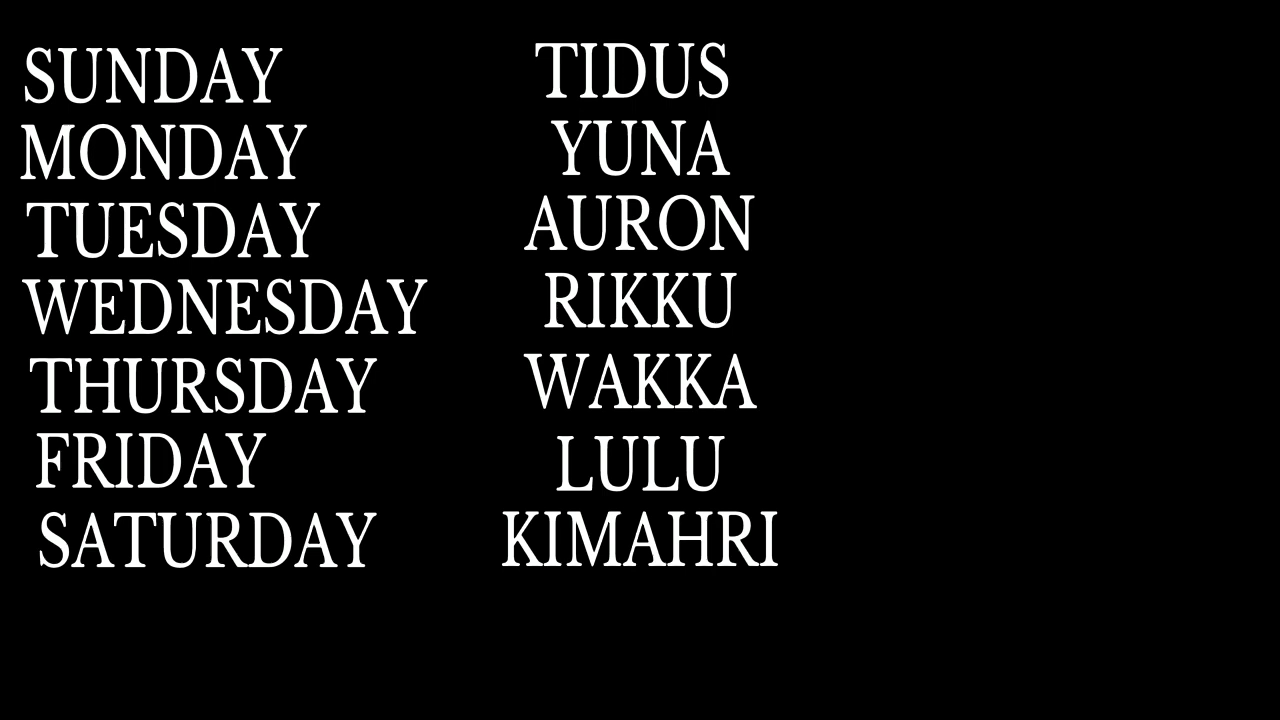 SUNDAY TIDUS
MONDAY YUNA
TUESDAY AURON
WEDNESDAY RIKKU
THURSDAY WAKKA
FRIDAY LULU
SATURDAY KIMAHRI